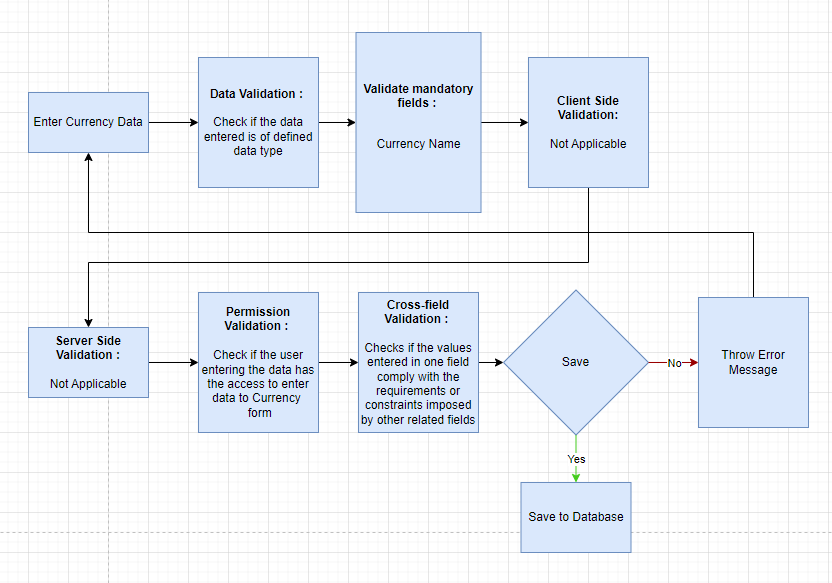 Enter Currency Data
Data Validation :
Check if the data
entered is of defined
data type
Validate mandatory
fields :
Currency Name
Client Side
Validation:
Not Applicable
Server Side
Validation :
Not Applicable
Permission
Validation :
Check if the user
entering the data has
the access to enter
data to Currency
form
Cross-field
Validation :
Checks if the values
entered in one field
comply with the
requirements or
constraints imposed
by other related fields
Save
No
Throw Error
Message
Yes
Save to Database